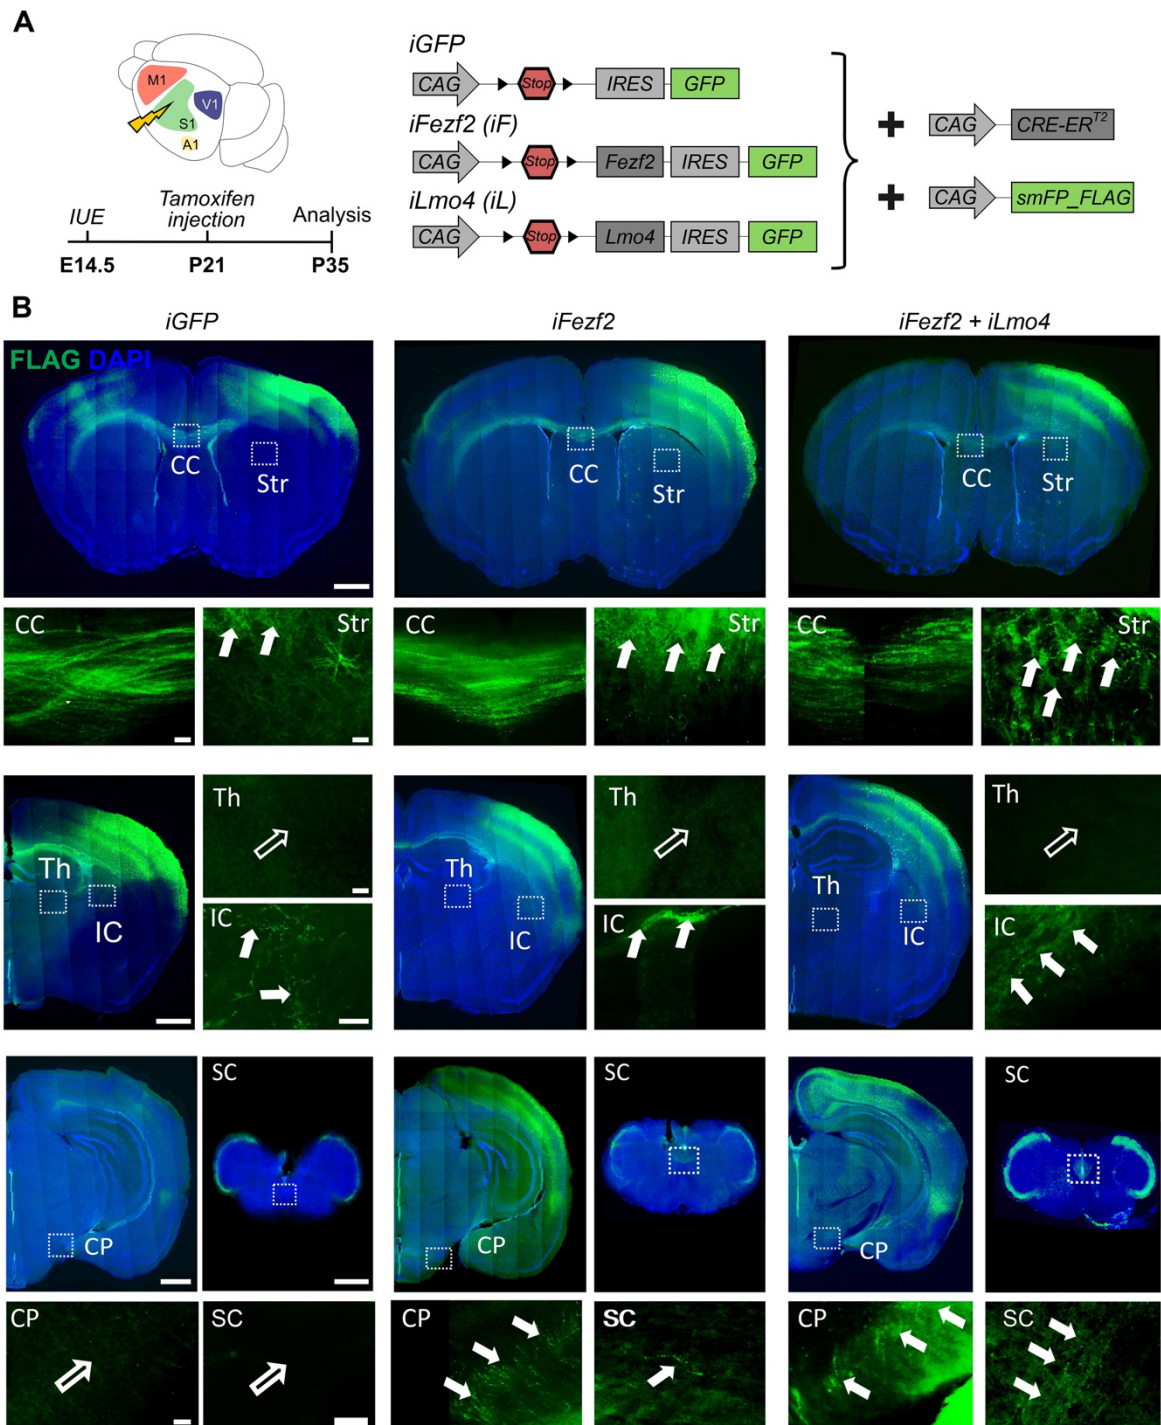 A
M1
V1
S1
A1
IUE
Tamoxifen
injection
Analysis
E14.5
P21
P35
iGFP
CAG
Stop
IRES
GFP
iFezf2 (iF)
CAG
Stop
Fezf2
IRES
GFP
iLmo4 (iL)
CAG
Stop
Lmo4
IRES
GFP
+
CAG
CRE-ER^T2
+
CAG
smFP_FLAG
B
iGFP
iFezf2
iFezf2 + iLmo4
FLAG DAPI
CC
Str
CC
Str
CC
Str
CC
Str
CC
Str
CC
Str
Th
IC
Th
IC
Th
IC
Th
IC
Th
IC
Th
IC
CP
SC
CP
SC
CP
SC
CP
SC
CP
SC
CP
SC